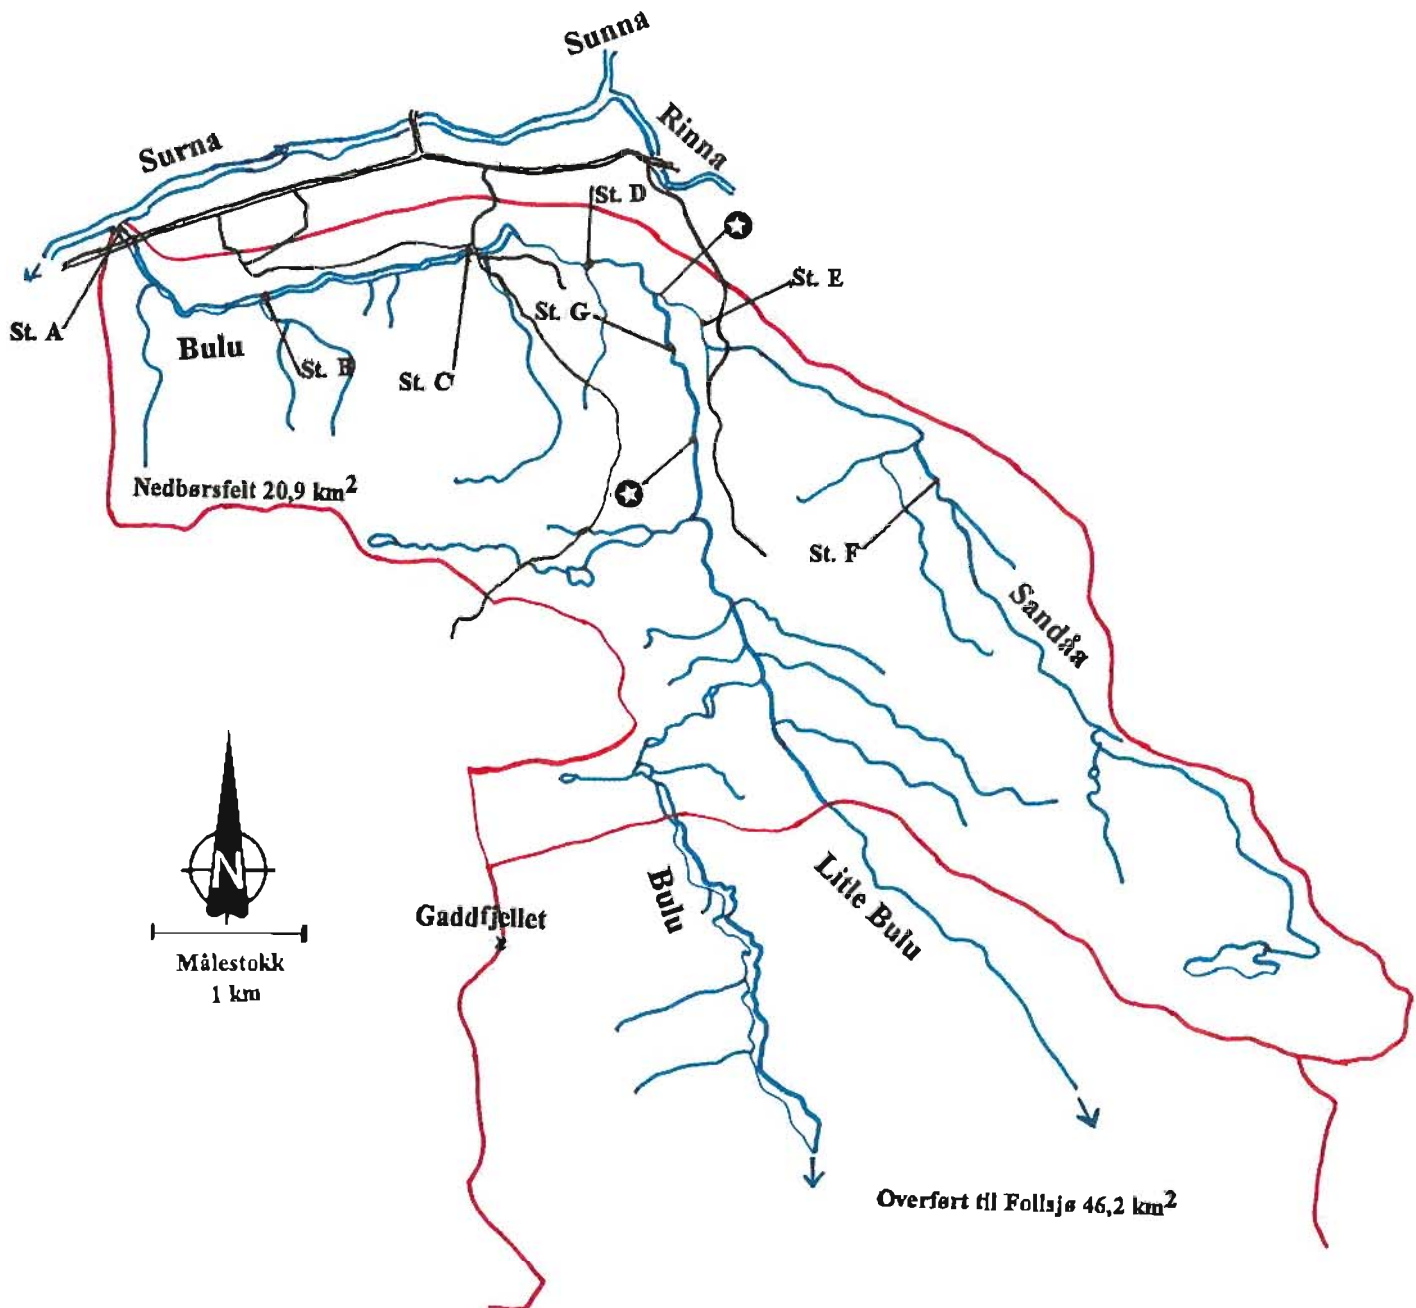 Sunna
Rinna
Surna
St. D
St. E
St. G
St. A
Bulu
St. B
St. C
Nedbørsfelt 20,9 km²
St. F
Sandåa
Litle Bulu
Bulu
Gaddfjellet
N
Målestokk
1 km
Overført til Follsjø 46,2 km²